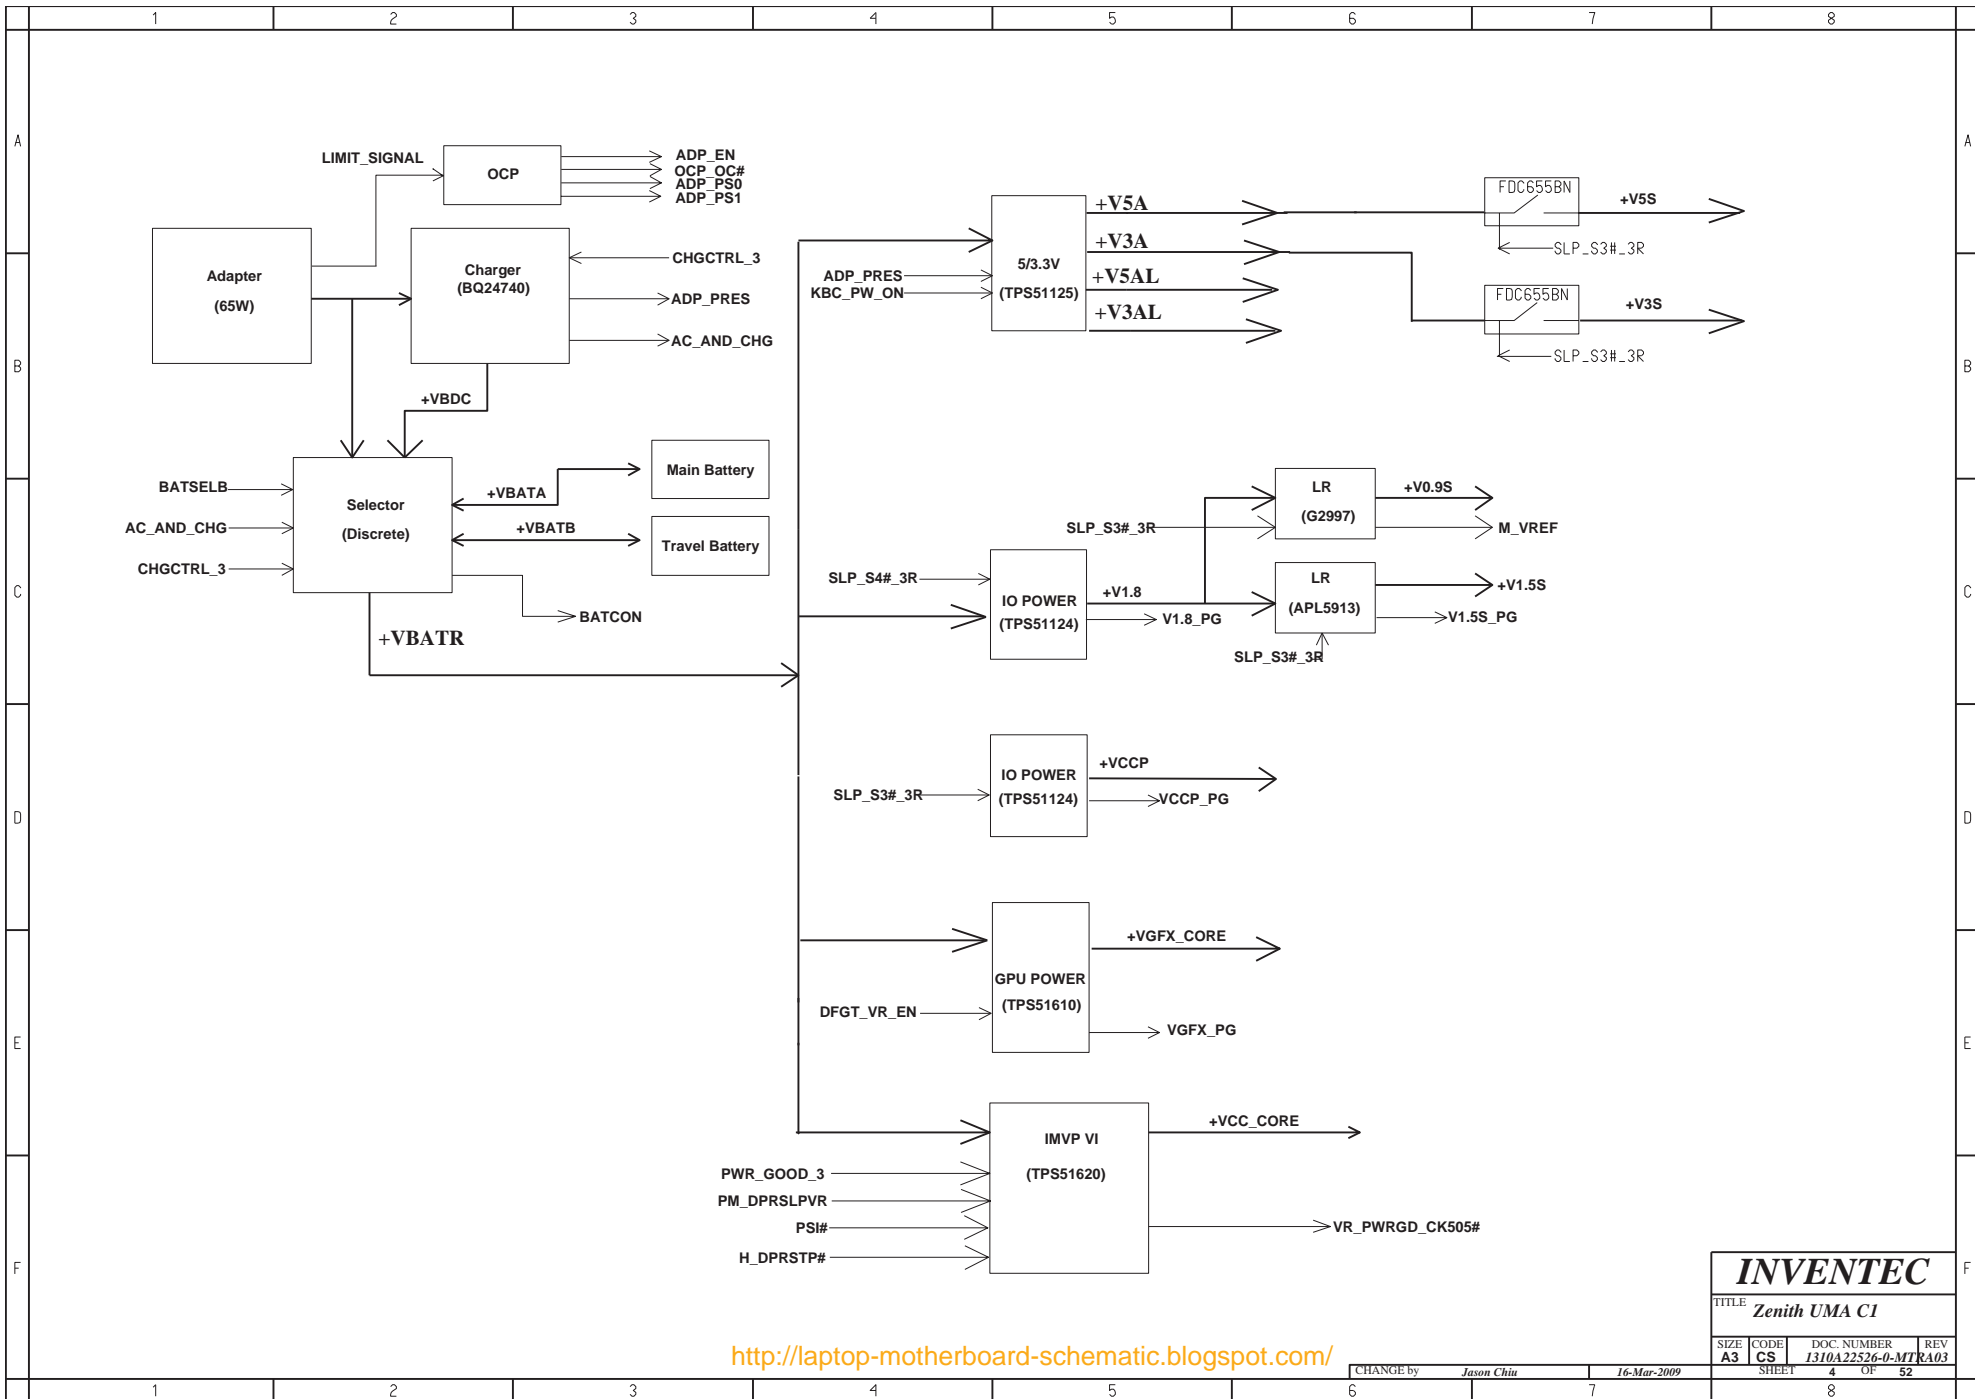 1 2 3 4 5 6 7 8
A A
LIMIT_SIGNAL
OCP
ADP_EN
OCP_OC#
ADP_PS0
ADP_PS1
Adapter
(65W)
Charger
(BQ24740)
CHGCTRL_3
ADP_PRES
AC_AND_CHG
+VBDC
ADP_PRES
KBC_PW_ON
5/3.3V
(TPS51125)
+V5A
+V3A
+V5AL
+V3AL
FDC655BN
+V5S
SLP_S3#_3R
FDC655BN
+V3S
SLP_S3#_3R
B B
BATSELB
AC_AND_CHG
CHGCTRL_3
Selector
(Discrete)
+VBATA
+VBATB
Main Battery
Travel Battery
BATCON
+VBATR
C C
SLP_S4#_3R
IO POWER
(TPS51124)
+V1.8
V1.8_PG
SLP_S3#_3R
LR
(G2997)
+V0.9S
M_VREF
LR
(APL5913)
+V1.5S
V1.5S_PG
SLP_S3#_3R
D D
SLP_S3#_3R
IO POWER
(TPS51124)
+VCCP
VCCP_PG
E E
DFGT_VR_EN
GPU POWER
(TPS51610)
+VGFX_CORE
VGFX_PG
IMVP VI
(TPS51620)
+VCC_CORE
PWR_GOOD_3
PM_DPRSLPVR
PSI#
H_DPRSTP#
VR_PWRGD_CK505#
F F
INVENTEC
TITLE Zenith UMA C1
SIZE CODE DOC. NUMBER REV
A3 CS 1310A22526-0-MTRA03
SHEET 4 OF 52
http://laptop-motherboard-schematic.blogspot.com/
CHANGE by Jason Chiu 16-Mar-2009
1 2 3 4 5 6 7 8